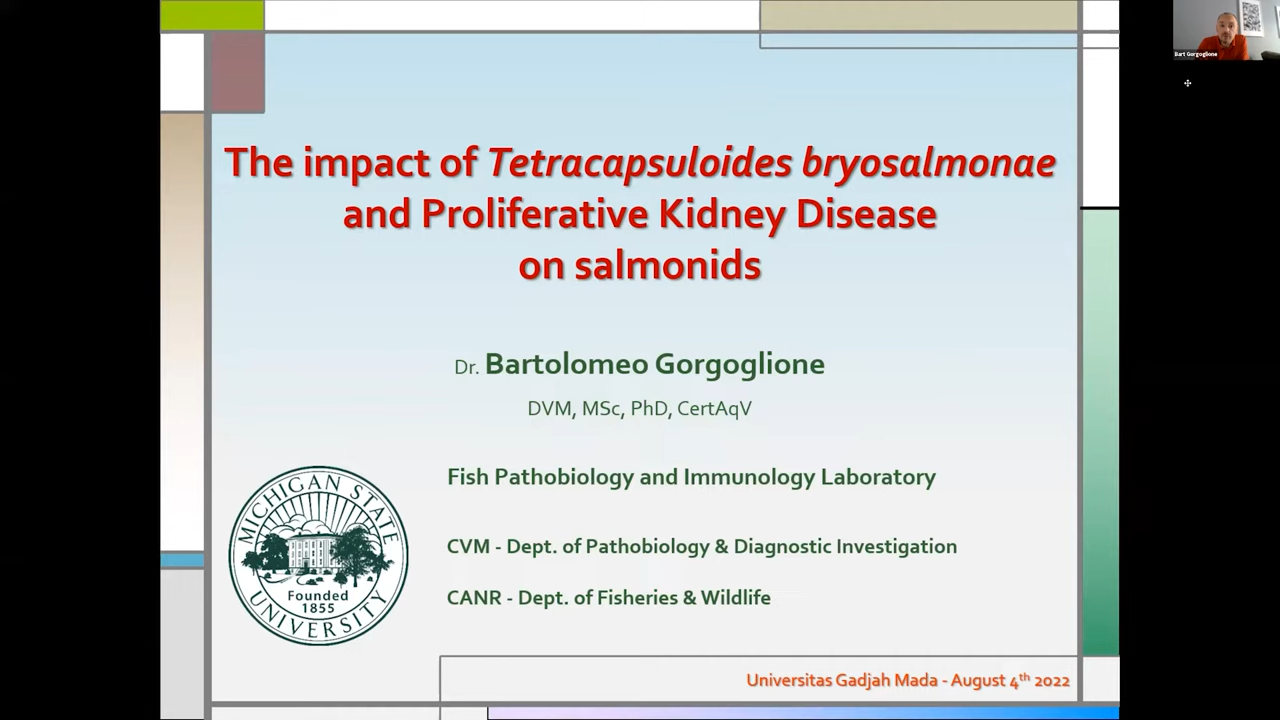 Bart Gorgoglione
The impact of Tetracapsuloides bryosalmonae
and Proliferative Kidney Disease
on salmonids
Dr. Bartolomeo Gorgoglione
DVM, MSc, PhD, CertAqV
Fish Pathobiology and Immunology Laboratory
CVM - Dept. of Pathobiology & Diagnostic Investigation
CANR - Dept. of Fisheries & Wildlife
MICHIGAN STATE
UNIVERSITY
Founded
1855
Universitas Gadjah Mada - August 4th 2022